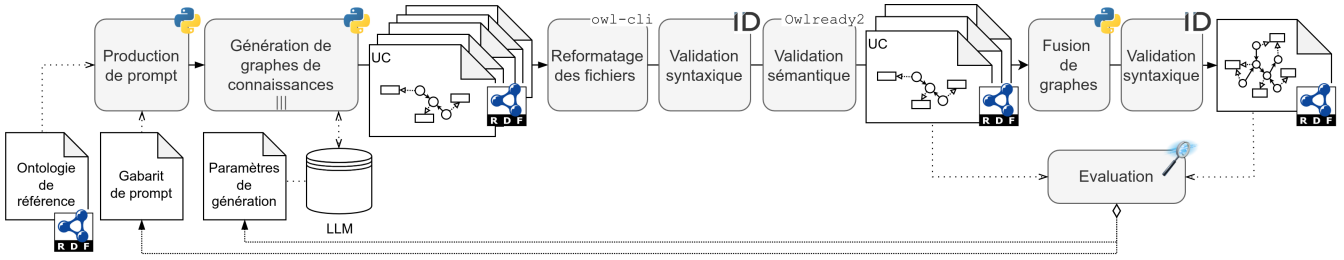 Production
de prompt
Génération de
graphes de
connaissances
UC
RDF
owl-cli
Reformatage
des fichiers
ID
Validation
syntaxique
Owlready2
Validation
sémantique
UC
RDF
Fusion
de
graphes
ID
Validation
syntaxique
RDF
Ontologie
de
référence
RDF
Gabarit
de prompt
Paramètres
de
génération
LLM
Evaluation